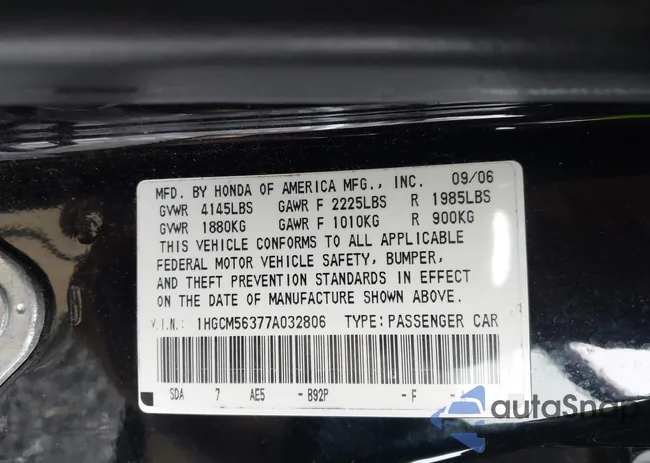 MFD. BY HONDA OF AMERICA MFG., INC. 09/06
GVWR 4145LBS GAWR F 2225LBS R 1985LBS
GVWR 1880KG GAWR F 1010KG R 900KG
THIS VEHICLE CONFORMS TO ALL APPLICABLE
FEDERAL MOTOR VEHICLE SAFETY, BUMPER,
AND THEFT PREVENTION STANDARDS IN EFFECT
ON THE DATE OF MANUFACTURE SHOWN ABOVE.
V.I.N.: 1HGCM56377A032806 TYPE:PASSENGER CAR
SDA 7 AE5 -B92P -F -
autoSnap